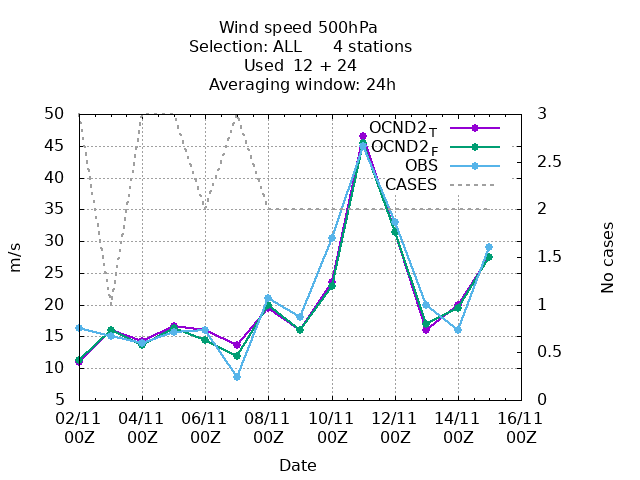 Wind speed 500hPa
Selection: ALL 4 stations
Used 12 + 24
Averaging window: 24h
OCND2T
OCND2F
OBS
CASES
50
45
40
35
30
25
20
15
10
5
m/s
3
2.5
2
1.5
1
0.5
0
No cases
02/11 04/11 06/11 08/11 10/11 12/11 14/11 16/11
00Z 00Z 00Z 00Z 00Z 00Z 00Z 00Z
Date